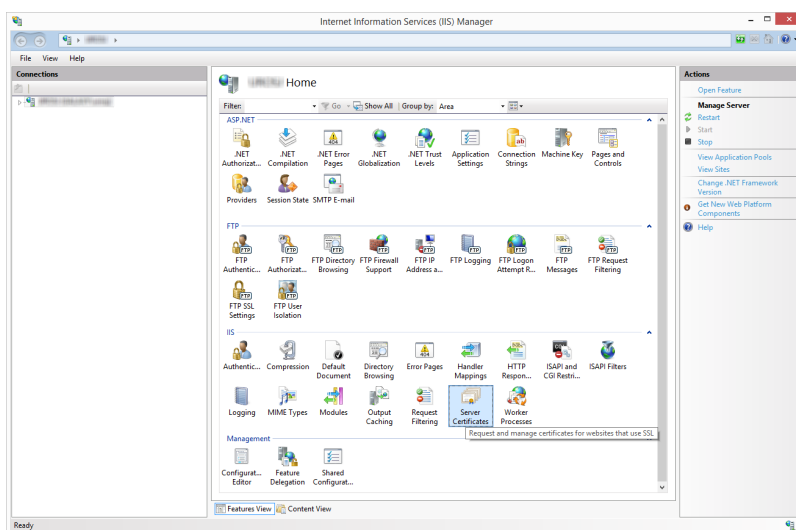 Internet Information Services (IIS) Manager
File View Help
Connections
Home
Filter: Go Show All Group by: Area
ASP.NET
.NET Authorizat... .NET Compilation .NET Error Pages .NET Globalization .NET Trust Levels Application Settings Connection Strings Machine Key Pages and Controls
Providers Session State SMTP E-mail
FTP
FTP Authentic... FTP Authorizat... FTP Directory Browsing FTP Firewall Support FTP IP Address a... FTP Logging FTP Logon Attempt R... FTP Messages FTP Request Filtering
FTP SSL Settings FTP User Isolation
IIS
Authentic... Compression Default Document Directory Browsing Error Pages Handler Mappings HTTP Respon... ISAPI and CGI Restri... ISAPI Filters
Logging MIME Types Modules Output Caching Request Filtering Server Certificates Worker Processes
Request and manage certificates for websites that use SSL
Management
Configurat... Editor Feature Delegation Shared Configurat...
Features View Content View
Ready
Actions
Open Feature
Manage Server
Restart
Start
Stop
View Application Pools
View Sites
Change .NET Framework
Version
Get New Web Platform
Components
Help